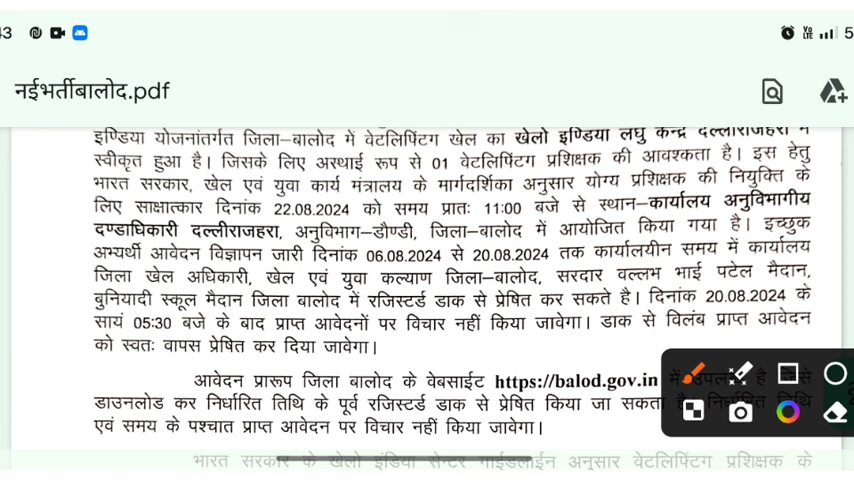 43
Vo
LTE
5
नईभर्तीबालोद.pdf
इण्डिया योजनांतर्गत जिला–बालोद में वेटलिफ्टिंग खेल का खेलो इण्डिया लघु केन्द्र दल्लीराजहरा में
स्वीकृत हुआ है। जिसके लिए अस्थाई रूप से 01 वेटलिफ्टिंग प्रशिक्षक की आवश्कता है। इस हेतु
भारत सरकार, खेल एवं युवा कार्य मंत्रालय के मार्गदर्शिका अनुसार योग्य प्रशिक्षक की नियुक्ति के
लिए साक्षात्कार दिनांक 22.08.2024 को समय प्रातः 11:00 बजे से स्थान–कार्यालय अनुविभागीय
दण्डाधिकारी दल्लीराजहरा, अनुविभाग–डौण्डी, जिला–बालोद में आयोजित किया गया है। इच्छुक
अभ्यर्थी आवेदन विज्ञापन जारी दिनांक 06.08.2024 से 20.08.2024 तक कार्यालयीन समय में कार्यालय
जिला खेल अधिकारी, खेल एवं युवा कल्याण जिला–बालोद, सरदार वल्लभ भाई पटेल मैदान,
बुनियादी स्कूल मैदान जिला बालोद में रजिस्टर्ड डाक से प्रेषित कर सकते है। दिनांक 20.08.2024 के
सायं 05:30 बजे के बाद प्राप्त आवेदनों पर विचार नहीं किया जावेगा। डाक से विलंब प्राप्त आवेदन
को स्वतः वापस प्रेषित कर दिया जावेगा।
आवेदन प्रारूप जिला बालोद के वेबसाईट https://balod.gov.in में उपलब्ध है जिसे
डाउनलोड कर निर्धारित तिथि के पूर्व रजिस्टर्ड डाक से प्रेषित किया जा सकता है। निर्धारित तिथि
एवं समय के पश्चात प्राप्त आवेदन पर विचार नहीं किया जावेगा।
भारत सरकार के खेलो इंडिया सेन्टर गाईडलाईन अनुसार वेटलिफ्टिंग प्रशिक्षक के